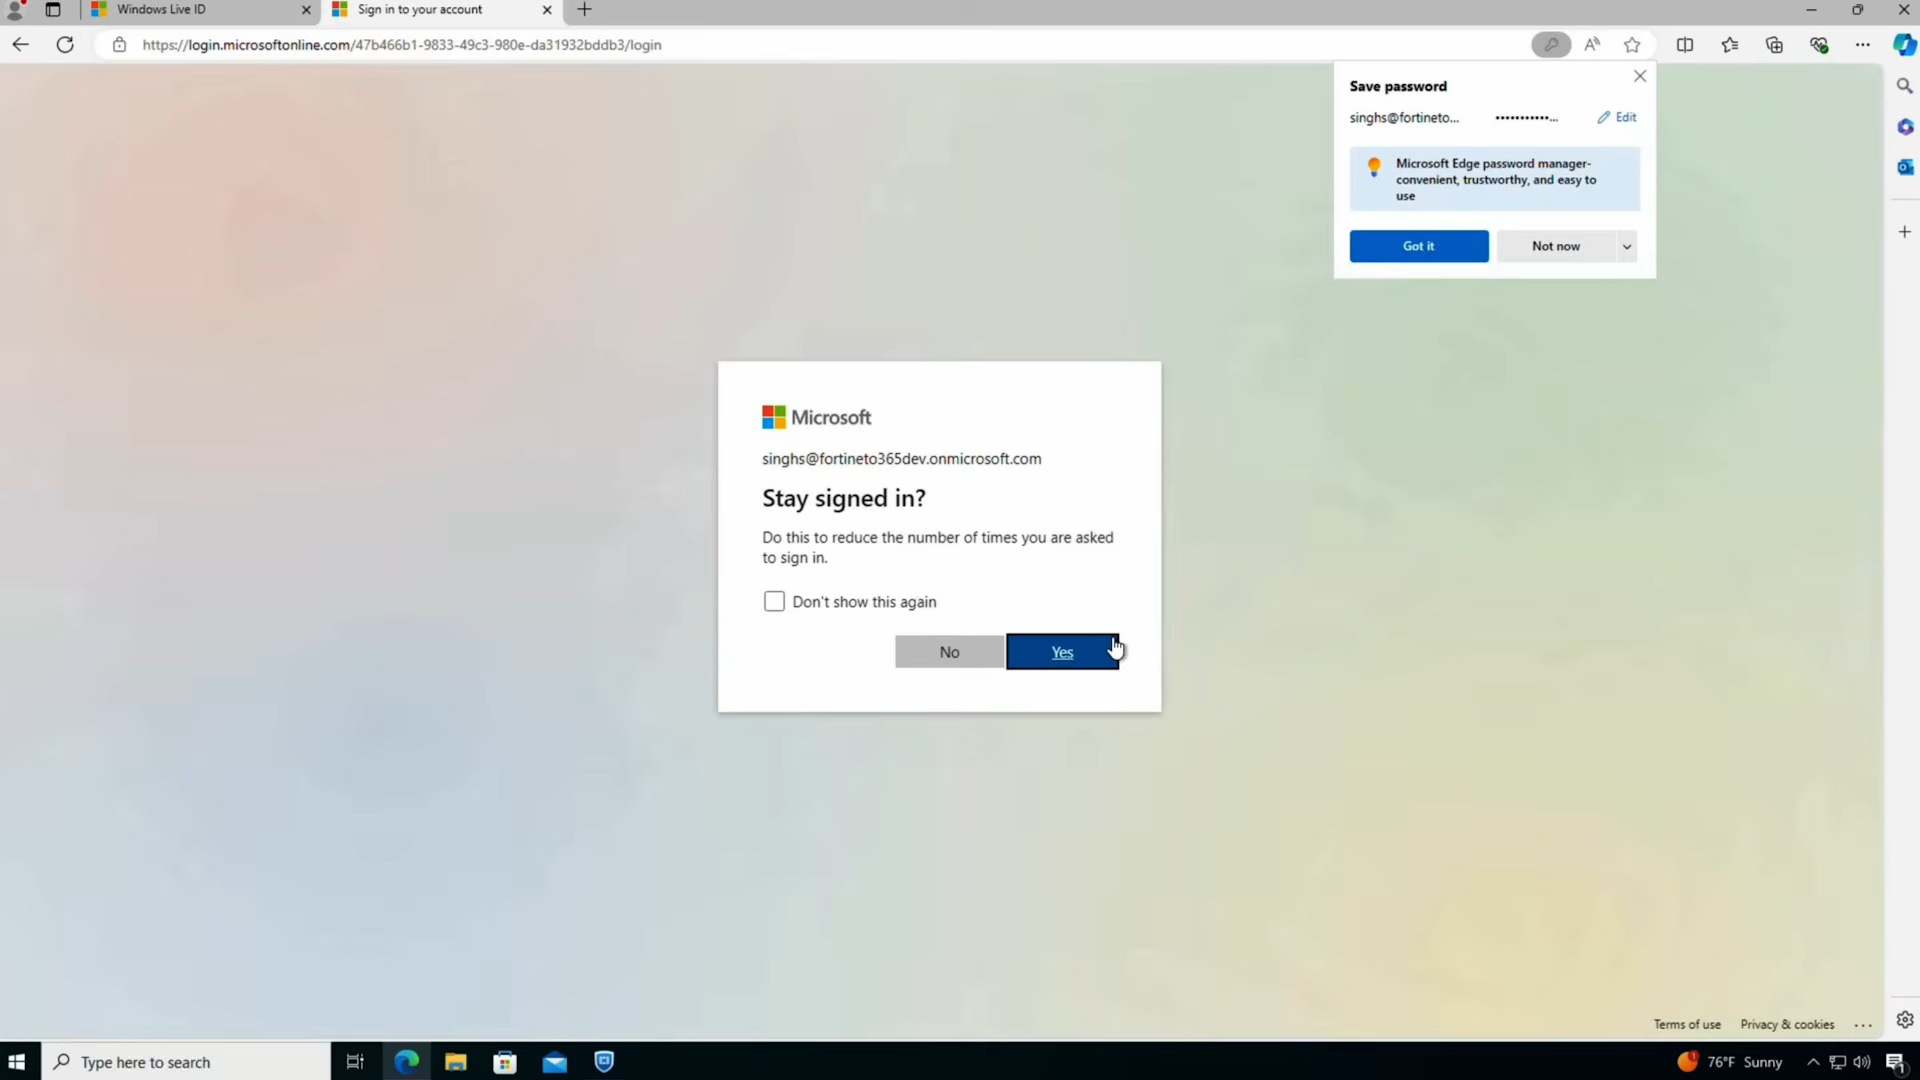 Windows Live ID
Sign in to your account
https://login.microsoftonline.com/47b466b1-9833-49c3-980e-da31932bddb3/login
Save password
singhs@fortineto...
Edit
Microsoft Edge password manager-
convenient, trustworthy, and easy to
use
Got it
Not now
Microsoft
singhs@fortineto365dev.onmicrosoft.com
Stay signed in?
Do this to reduce the number of times you are asked
to sign in.
Don't show this again
No
Yes
Terms of use
Privacy & cookies
Type here to search
76°F Sunny